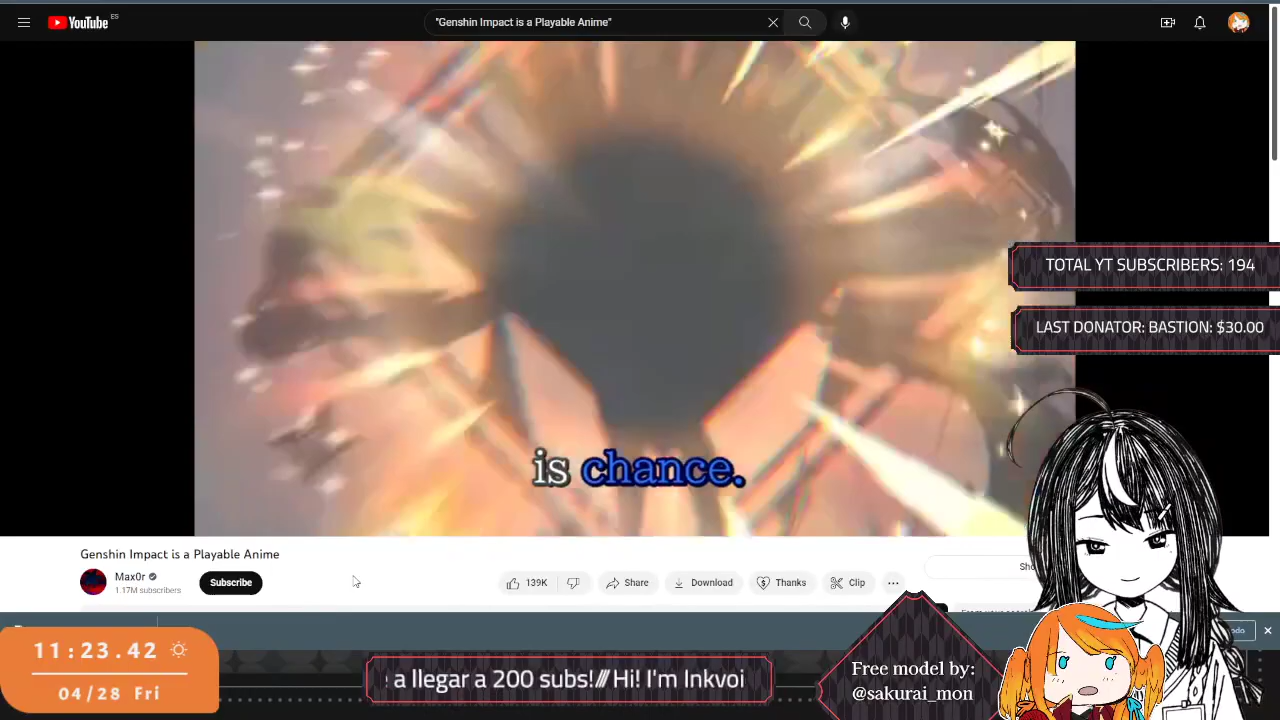 YouTube ES
"Genshin Impact is a Playable Anime"
TOTAL YT SUBSCRIBERS: 194
LAST DONATOR: BASTION: $30.00
is chance.
Genshin Impact is a Playable Anime
Max0r
1.17M subscribers
Subscribe
139K
Share
Download
Thanks
Clip
11:23.42
04/28 Fri
a llegar a 200 subs!///Hi! I'm Inkvoi
Free model by:
@sakurai_mon